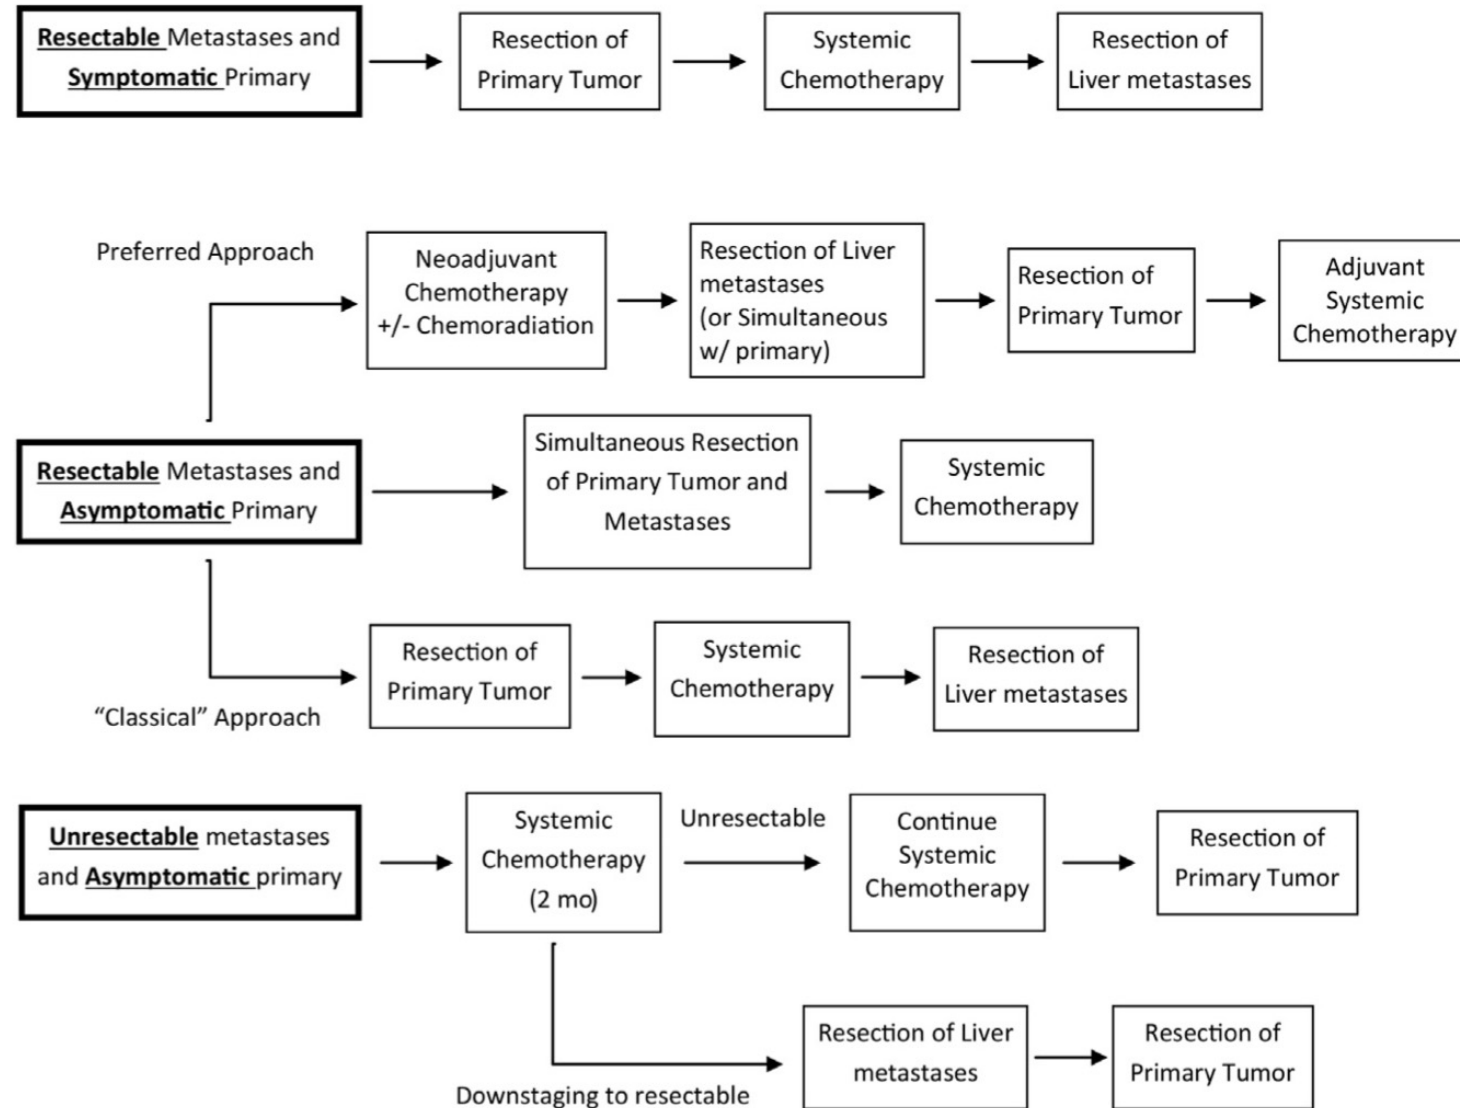 Resectable Metastases and
Symptomatic Primary
Resection of
Primary Tumor
Systemic
Chemotherapy
Resection of
Liver metastases
Preferred Approach
Neoadjuvant
Chemotherapy
+/- Chemoradiation
Resection of Liver
metastases
(or Simultaneous
w/ primary)
Resection of
Primary Tumor
Adjuvant
Systemic
Chemotherapy
Resectable Metastases and
Asymptomatic Primary
Simultaneous Resection
of Primary Tumor and
Metastases
Systemic
Chemotherapy
Resection of
Primary Tumor
Systemic
Chemotherapy
Resection of
Liver metastases
“Classical” Approach
Unresectable metastases
and Asymptomatic primary
Systemic
Chemotherapy
(2 mo)
Unresectable
Continue
Systemic
Chemotherapy
Resection of
Primary Tumor
Downstaging to resectable
Resection of Liver
metastases
Resection of
Primary Tumor